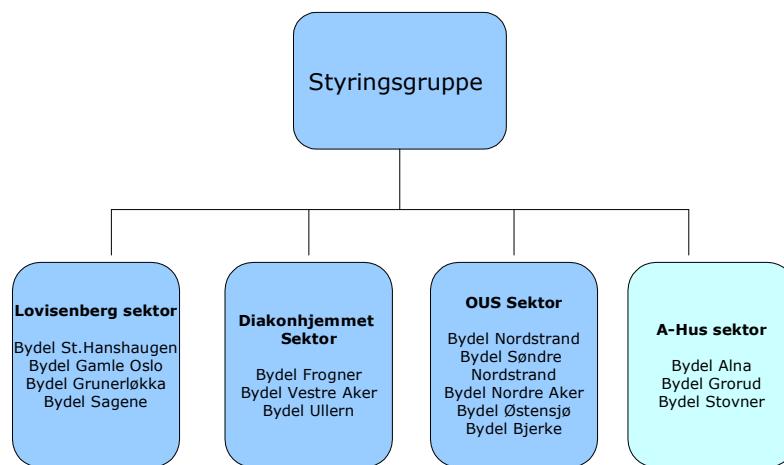 Styringsgruppe
Lovisenberg sektor
Bydel St.Hanshaugen
Bydel Gamle Oslo
Bydel Grunerløkka
Bydel Sagene
Diakonhjemmet
Sektor
Bydel Frogner
Bydel Vestre Aker
Bydel Ullern
OUS Sektor
Bydel Nordstrand
Bydel Søndre
Nordstrand
Bydel Nordre Aker
Bydel Østensjø
Bydel Bjerke
A-Hus sektor
Bydel Alna
Bydel Grorud
Bydel Stovner